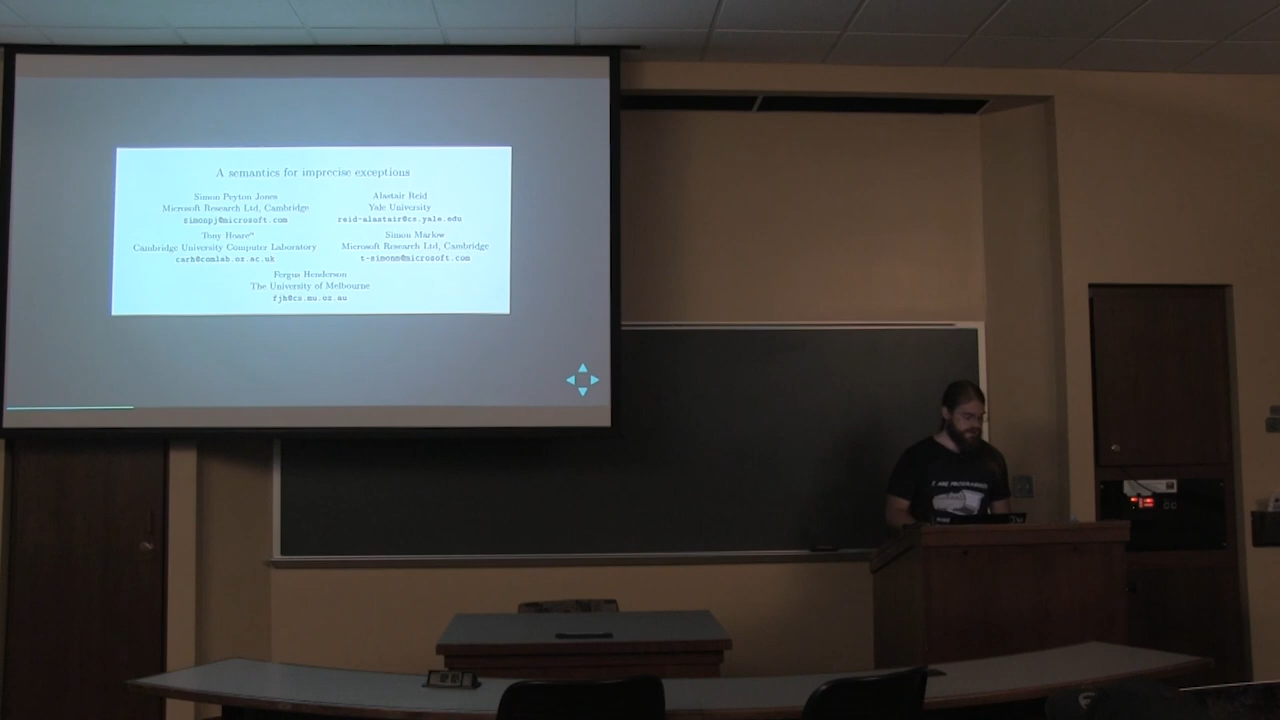 A semantics for imprecise exceptions
Simon Peyton Jones
Microsoft Research Ltd, Cambridge
simonpj@microsoft.com
Alastair Reid
Yale University
reid-alastair@cs.yale.edu
Tony Hoare
Cambridge University Computer Laboratory
carh@comlab.ox.ac.uk
Simon Marlow
Microsoft Research Ltd, Cambridge
t-simonm@microsoft.com
Fergus Henderson
The University of Melbourne
fjh@cs.mu.oz.au
I ARE PROGRAMMER